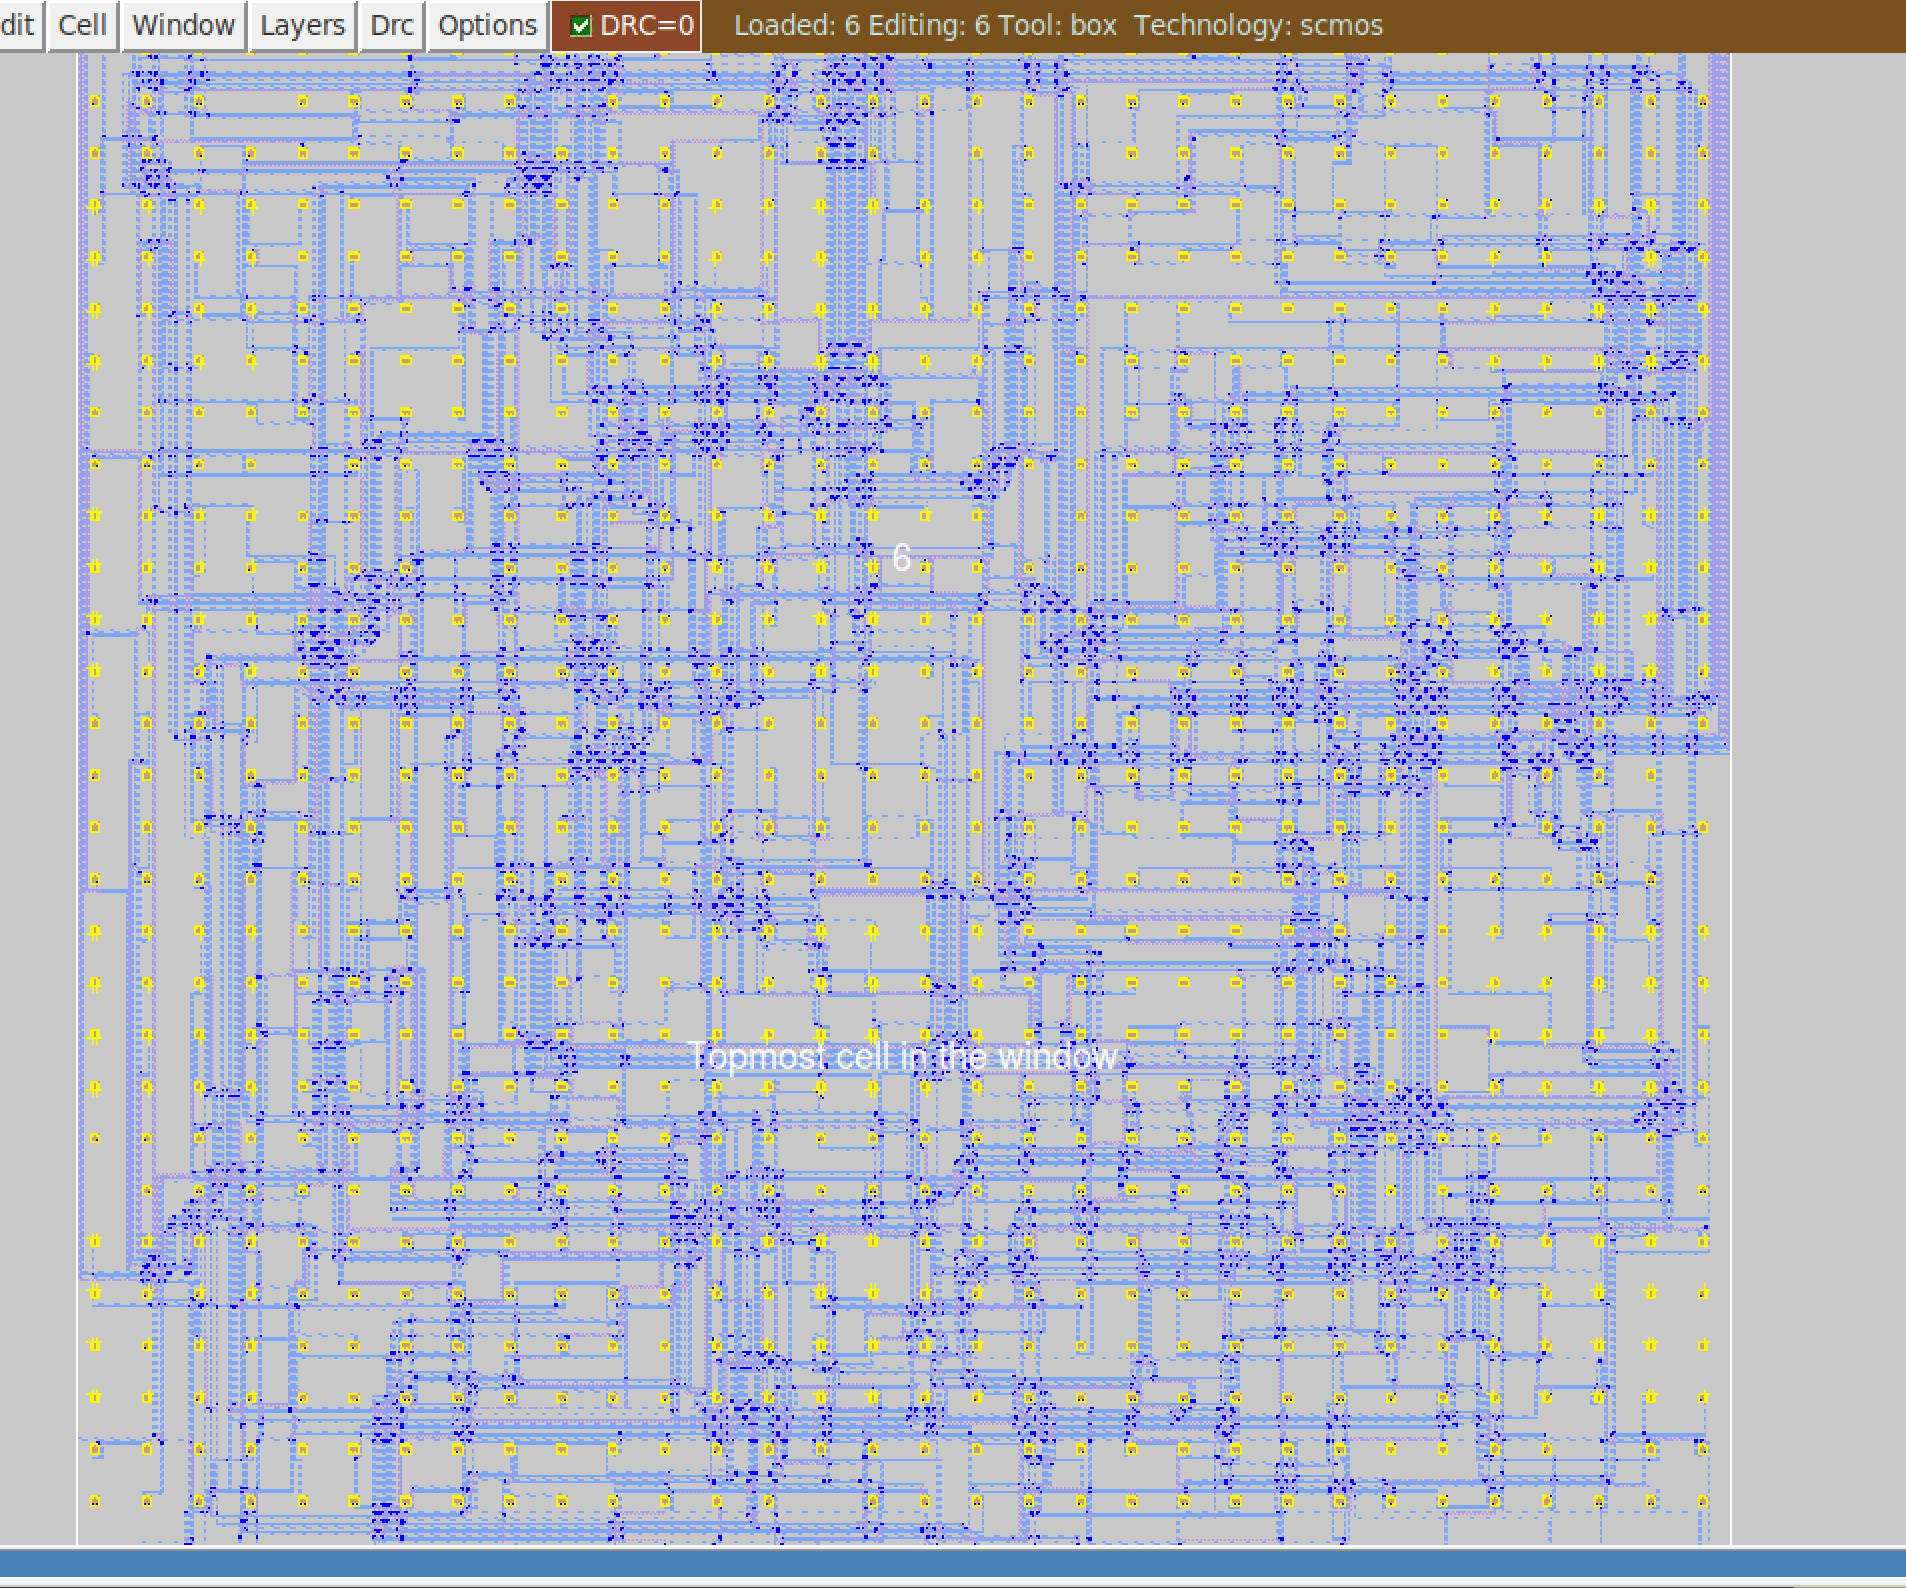 dit Cell Window Layers Drc Options DRC=0 Loaded: 6 Editing: 6 Tool: box Technology: scmos
6
Topmost cell in the window